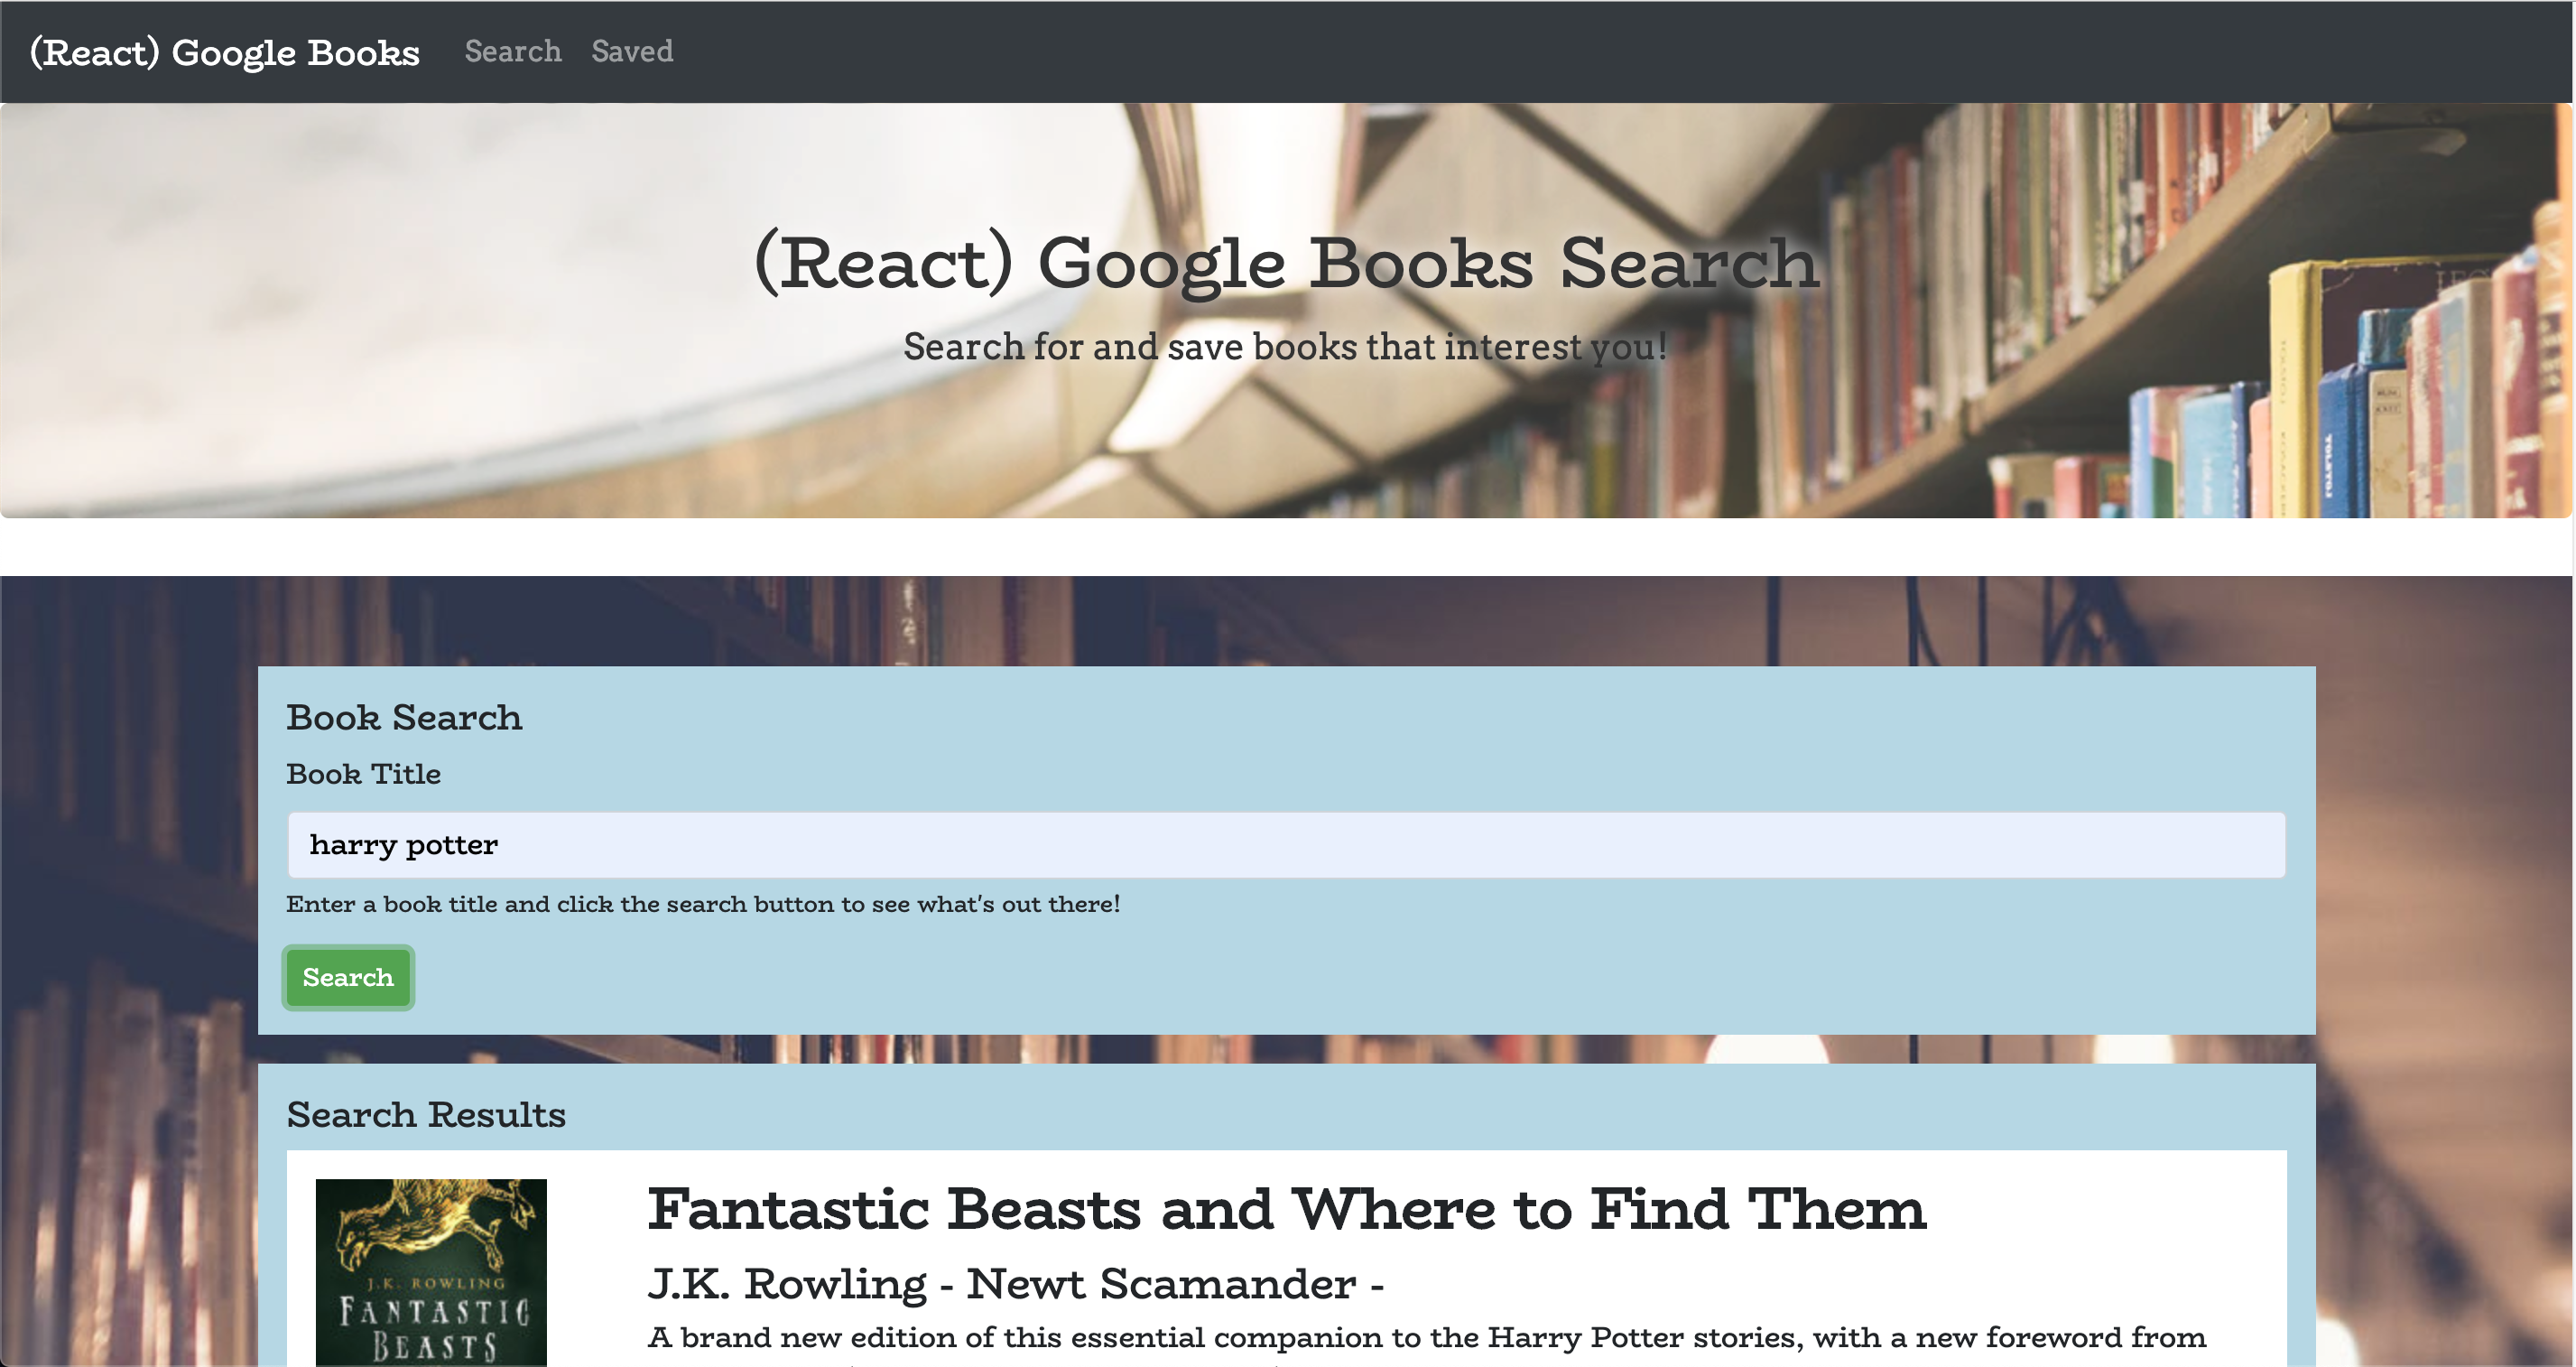 (React) Google Books Search Saved
(React) Google Books Search
Search for and save books that interest you!
TOLSTOJ
Book Search
Book Title
harry potter
Enter a book title and click the search button to see what's out there!
Search
Search Results
J.K. ROWLING
FANTASTIC
BEASTS
Fantastic Beasts and Where to Find Them
J.K. Rowling - Newt Scamander -
A brand new edition of this essential companion to the Harry Potter stories, with a new foreword from